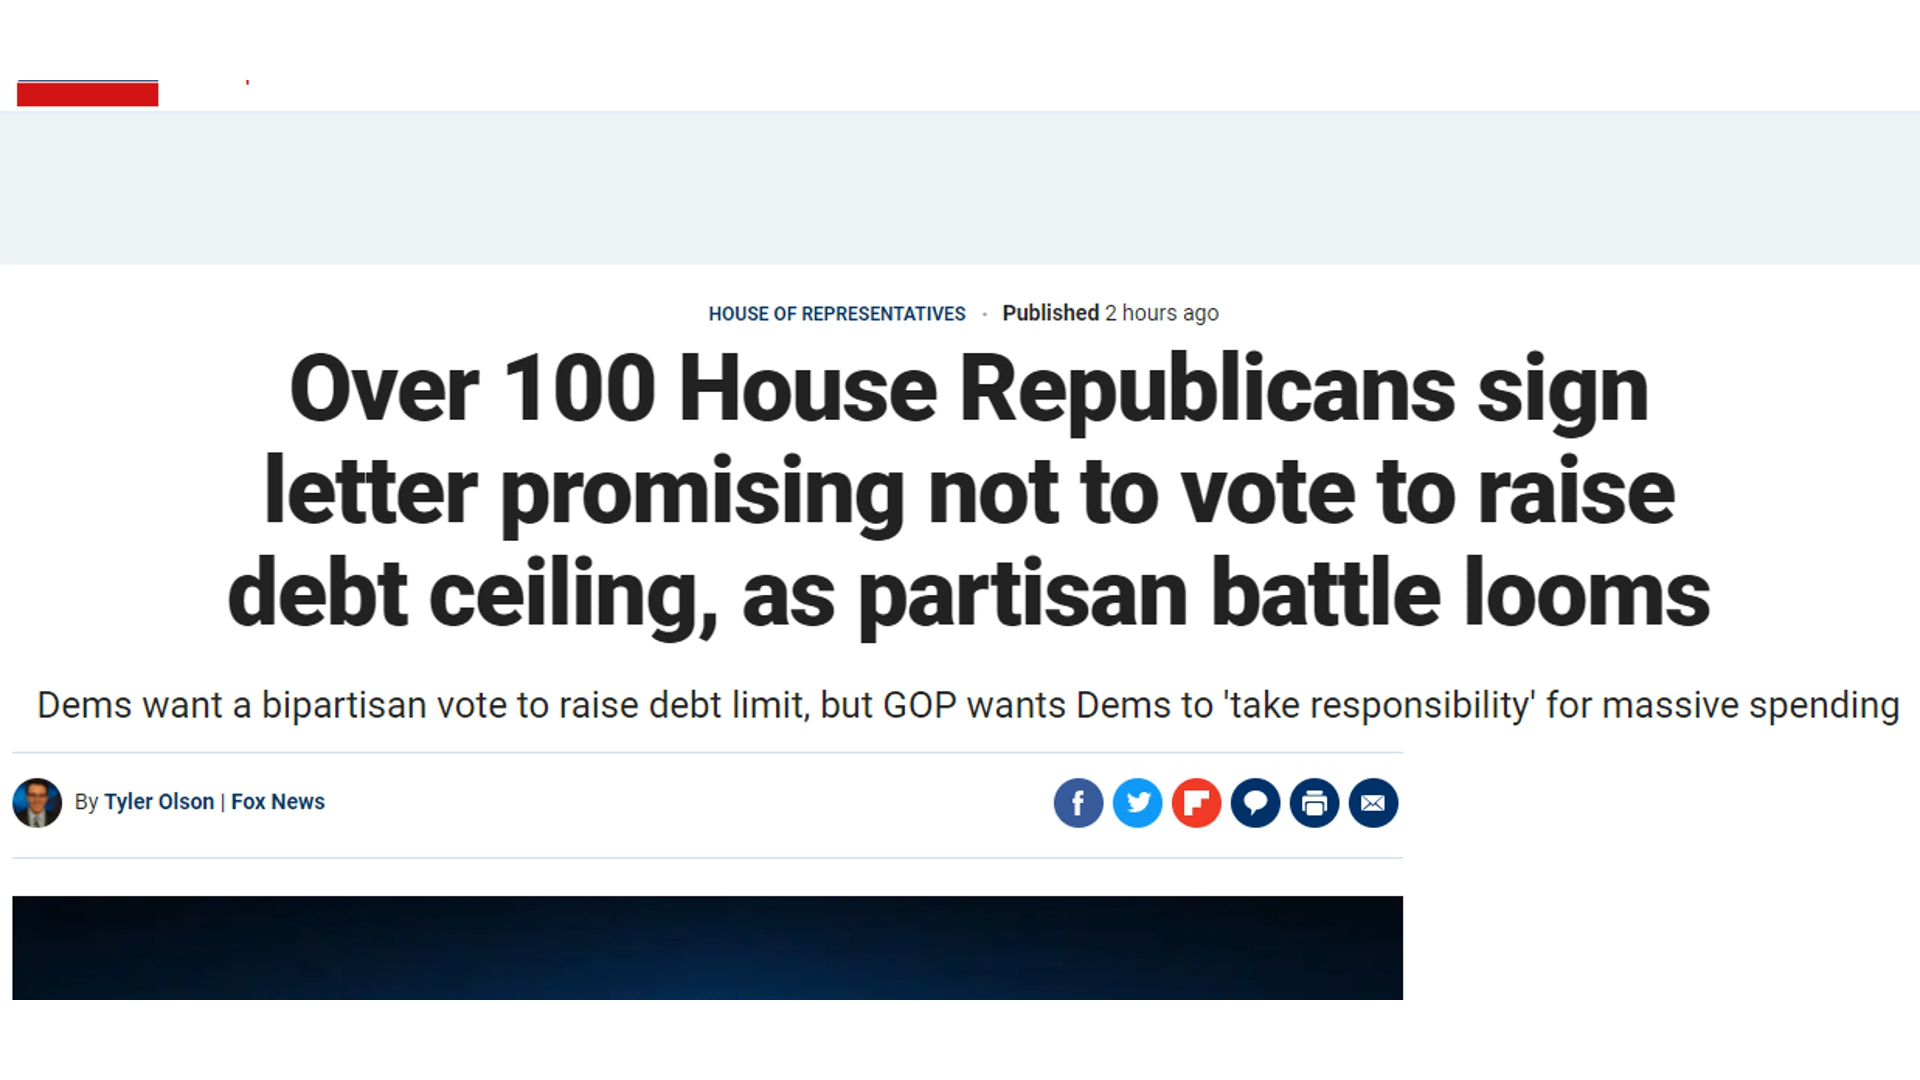 HOUSE OF REPRESENTATIVES · Published 2 hours ago
Over 100 House Republicans sign
letter promising not to vote to raise
debt ceiling, as partisan battle looms
Dems want a bipartisan vote to raise debt limit, but GOP wants Dems to 'take responsibility' for massive spending
By Tyler Olson | Fox News